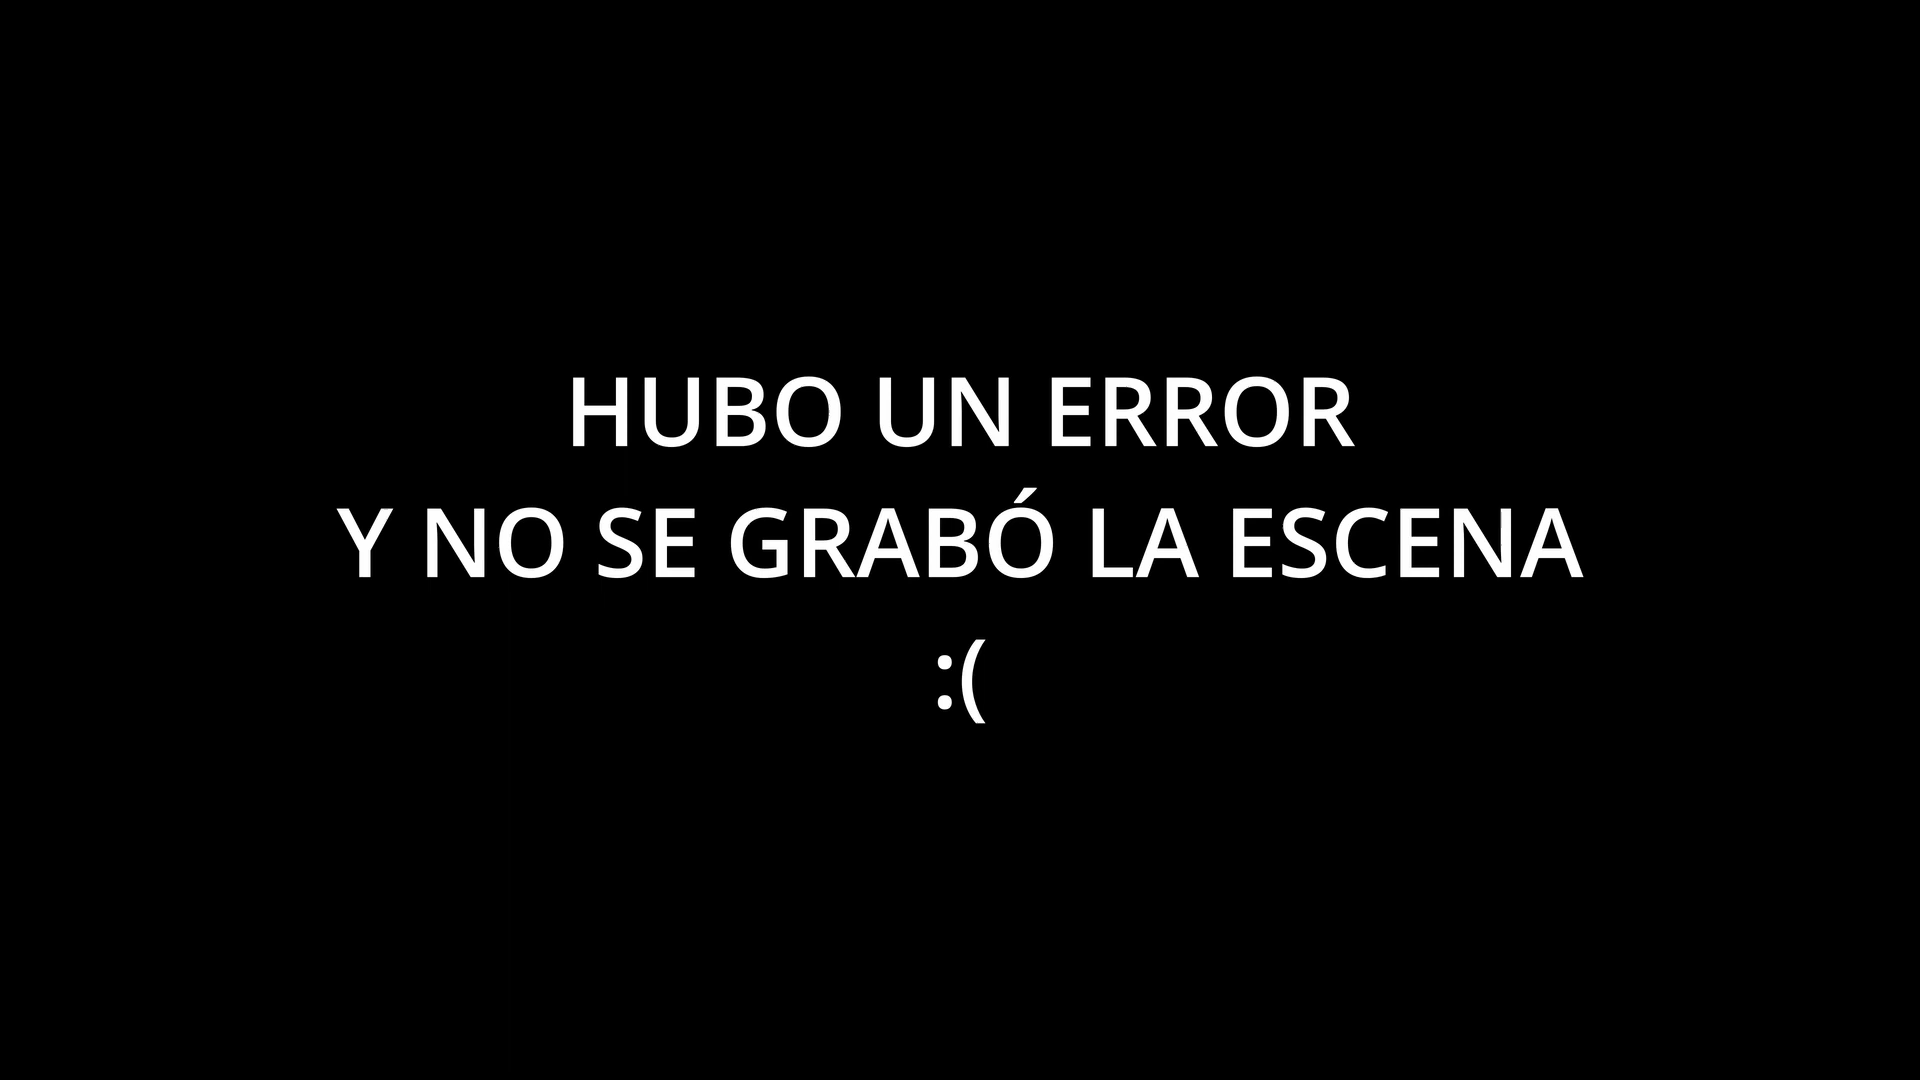 HUBO UN ERROR
Y NO SE GRABÓ LA ESCENA
:(